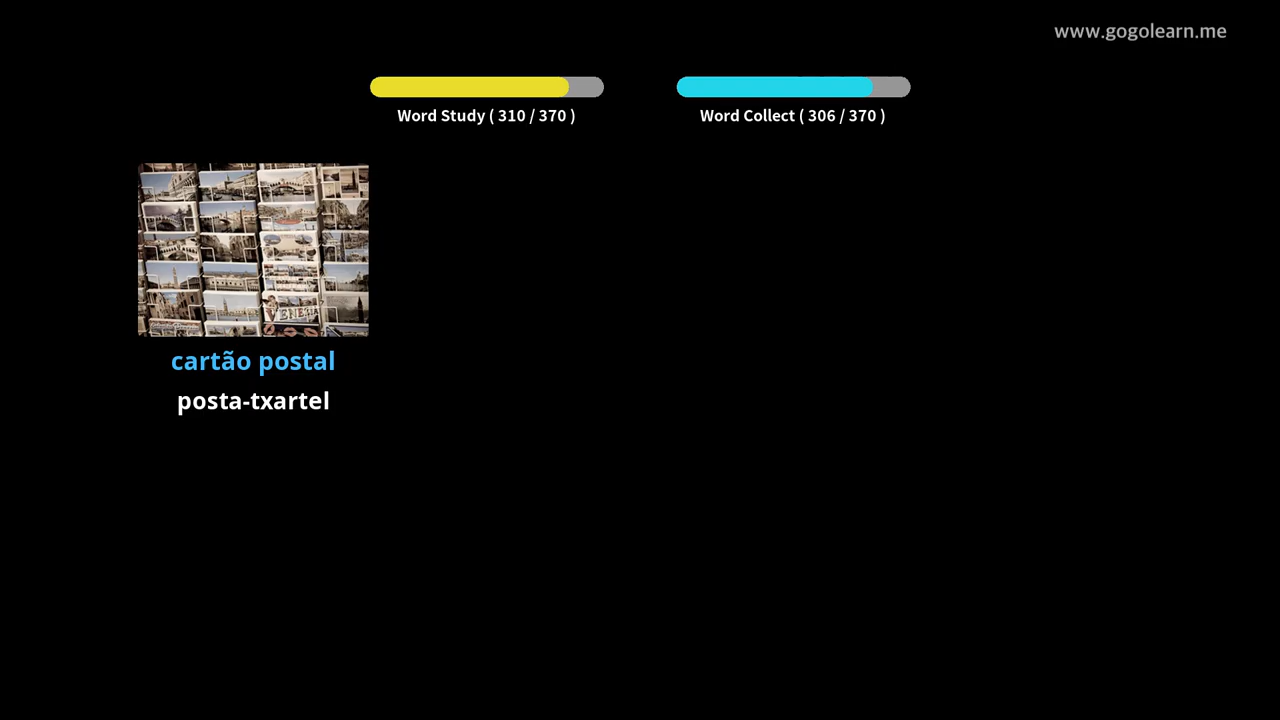 www.gogolearn.me
Word Study ( 310 / 370 )
Word Collect ( 306 / 370 )
cartão postal
posta-txartel